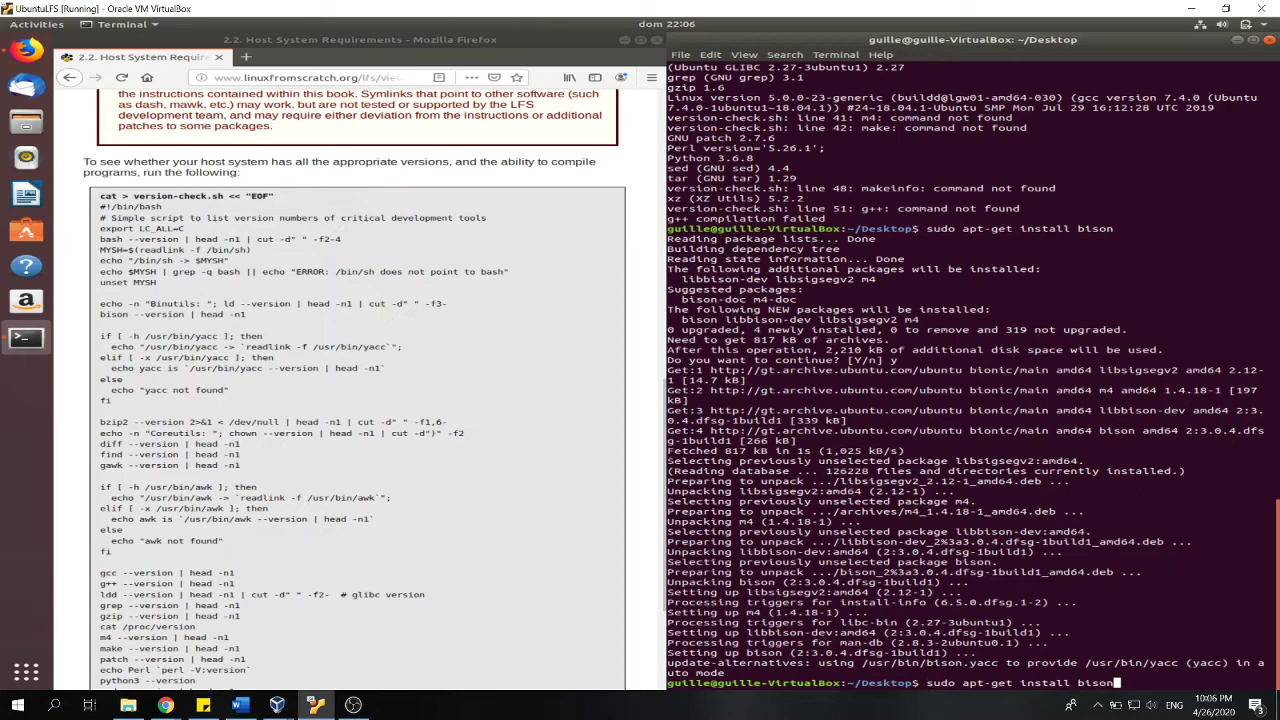 UbuntuLFS [Running] - Oracle VM VirtualBox
Activities
Terminal
dom 22:06
2.2. Host System Requirements - Mozilla Firefox
2.2. Host System Require
www.linuxfromscratch.org/lfs/view
the instructions contained within this book. Symlinks that point to other software (such
as dash, mawk, etc.) may work, but are not tested or supported by the LFS
development team, and may require either deviation from the instructions or additional
patches to some packages.
To see whether your host system has all the appropriate versions, and the ability to compile
programs, run the following:
cat > version-check.sh << "EOF"
#!/bin/bash
# Simple script to list version numbers of critical development tools
export LC_ALL=C
bash --version | head -n1 | cut -d" " -f2-4
MYSH=$(readlink -f /bin/sh)
echo "/bin/sh -> $MYSH"
echo $MYSH | grep -q bash || echo "ERROR: /bin/sh does not point to bash"
unset MYSH
echo -n "Binutils: "; ld --version | head -n1 | cut -d" " -f3-
bison --version | head -n1
if [ -h /usr/bin/yacc ]; then
echo "/usr/bin/yacc -> `readlink -f /usr/bin/yacc`";
elif [ -x /usr/bin/yacc ]; then
echo yacc is `/usr/bin/yacc --version | head -n1`
else
echo "yacc not found"
fi
bzip2 --version 2>&1 < /dev/null | head -n1 | cut -d" " -f1,6-
echo -n "Coreutils: "; chown --version | head -n1 | cut -d")" -f2
diff --version | head -n1
find --version | head -n1
gawk --version | head -n1
if [ -h /usr/bin/awk ]; then
echo "/usr/bin/awk -> `readlink -f /usr/bin/awk`";
elif [ -x /usr/bin/awk ]; then
echo awk is `/usr/bin/awk --version | head -n1`
else
echo "awk not found"
fi
gcc --version | head -n1
g++ --version | head -n1
ldd --version | head -n1 | cut -d" " -f2-  # glibc version
grep --version | head -n1
gzip --version | head -n1
cat /proc/version
m4 --version | head -n1
make --version | head -n1
patch --version | head -n1
echo Perl `perl -V:version`
python3 --version
guille@guille-VirtualBox: ~/Desktop
File Edit View Search Terminal Help
(Ubuntu GLIBC 2.27-3ubuntu1) 2.27
grep (GNU grep) 3.1
gzip 1.6
Linux version 5.0.0-23-generic (buildd@lgw01-amd64-030) (gcc version 7.4.0 (Ubuntu
7.4.0-1ubuntu1~18.04.1)) #24~18.04.1-Ubuntu SMP Mon Jul 29 16:12:28 UTC 2019
version-check.sh: line 41: m4: command not found
version-check.sh: line 42: make: command not found
GNU patch 2.7.6
Perl version='5.26.1';
Python 3.6.8
sed (GNU sed) 4.4
tar (GNU tar) 1.29
version-check.sh: line 48: makeinfo: command not found
xz (XZ Utils) 5.2.2
version-check.sh: line 51: g++: command not found
g++ compilation failed
guille@guille-VirtualBox:~/Desktop$ sudo apt-get install bison
Reading package lists... Done
Building dependency tree
Reading state information... Done
The following additional packages will be installed:
libbison-dev libsigsegv2 m4
Suggested packages:
bison-doc m4-doc
The following NEW packages will be installed:
bison libbison-dev libsigsegv2 m4
0 upgraded, 4 newly installed, 0 to remove and 319 not upgraded.
Need to get 817 kB of archives.
After this operation, 2,210 kB of additional disk space will be used.
Do you want to continue? [Y/n] y
Get:1 http://gt.archive.ubuntu.com/ubuntu bionic/main amd64 libsigsegv2 amd64 2.12-
1 [14.7 kB]
Get:2 http://gt.archive.ubuntu.com/ubuntu bionic/main amd64 m4 amd64 1.4.18-1 [197
kB]
Get:3 http://gt.archive.ubuntu.com/ubuntu bionic/main amd64 libbison-dev amd64 2:3.
0.4.dfsg-1build1 [339 kB]
Get:4 http://gt.archive.ubuntu.com/ubuntu bionic/main amd64 bison amd64 2:3.0.4.dfs
g-1build1 [266 kB]
Fetched 817 kB in 1s (1,025 kB/s)
Selecting previously unselected package libsigsegv2:amd64.
(Reading database ... 126228 files and directories currently installed.)
Preparing to unpack .../libsigsegv2_2.12-1_amd64.deb ...
Unpacking libsigsegv2:amd64 (2.12-1) ...
Selecting previously unselected package m4.
Preparing to unpack .../archives/m4_1.4.18-1_amd64.deb ...
Unpacking m4 (1.4.18-1) ...
Selecting previously unselected package libbison-dev:amd64.
Preparing to unpack .../libbison-dev_2%3a3.0.4.dfsg-1build1_amd64.deb ...
Unpacking libbison-dev:amd64 (2:3.0.4.dfsg-1build1) ...
Selecting previously unselected package bison.
Preparing to unpack .../bison_2%3a3.0.4.dfsg-1build1_amd64.deb ...
Unpacking bison (2:3.0.4.dfsg-1build1) ...
Setting up libsigsegv2:amd64 (2.12-1) ...
Processing triggers for install-info (6.5.0.dfsg.1-2) ...
Setting up m4 (1.4.18-1) ...
Processing triggers for libc-bin (2.27-3ubuntu1) ...
Setting up libbison-dev:amd64 (2:3.0.4.dfsg-1build1) ...
Processing triggers for man-db (2.8.3-2ubuntu0.1) ...
Setting up bison (2:3.0.4.dfsg-1build1) ...
update-alternatives: using /usr/bin/bison.yacc to provide /usr/bin/yacc (yacc) in a
uto mode
guille@guille-VirtualBox:~/Desktop$ sudo apt-get install bison
10:06 PM
4/26/2020
3